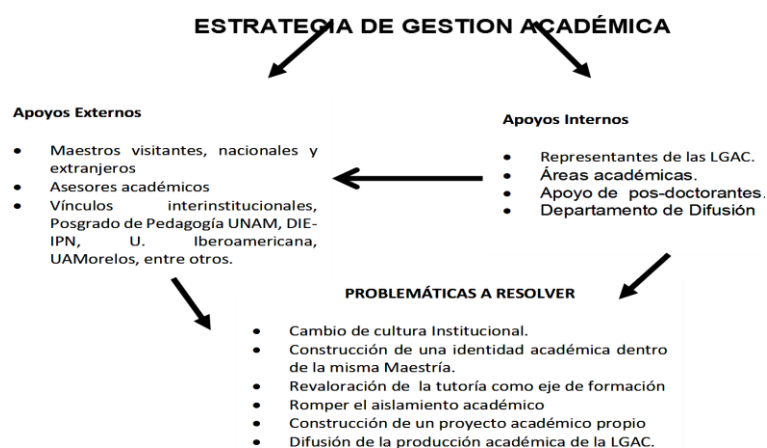 ESTRATEGIA DE GESTION ACADÉMICA
Apoyos Externos
● Maestros visitantes, nacionales y
extranjeros
● Asesores académicos
● Vínculos interinstitucionales,
Posgrado de Pedagogía UNAM, DIE-
IPN, U. Iberoamericana,
UAMorelos, entre otros.
Apoyos Internos
● Representantes de las LGAC.
● Áreas académicas.
● Apoyo de pos-doctorantes.
● Departamento de Difusión
PROBLEMÁTICAS A RESOLVER
● Cambio de cultura Institucional.
● Construcción de una identidad académica dentro
de la misma Maestría.
● Revaloración de la tutoría como eje de formación
● Romper el aislamiento académico
● Construcción de un proyecto académico propio
● Difusión de la producción académica de la LGAC.